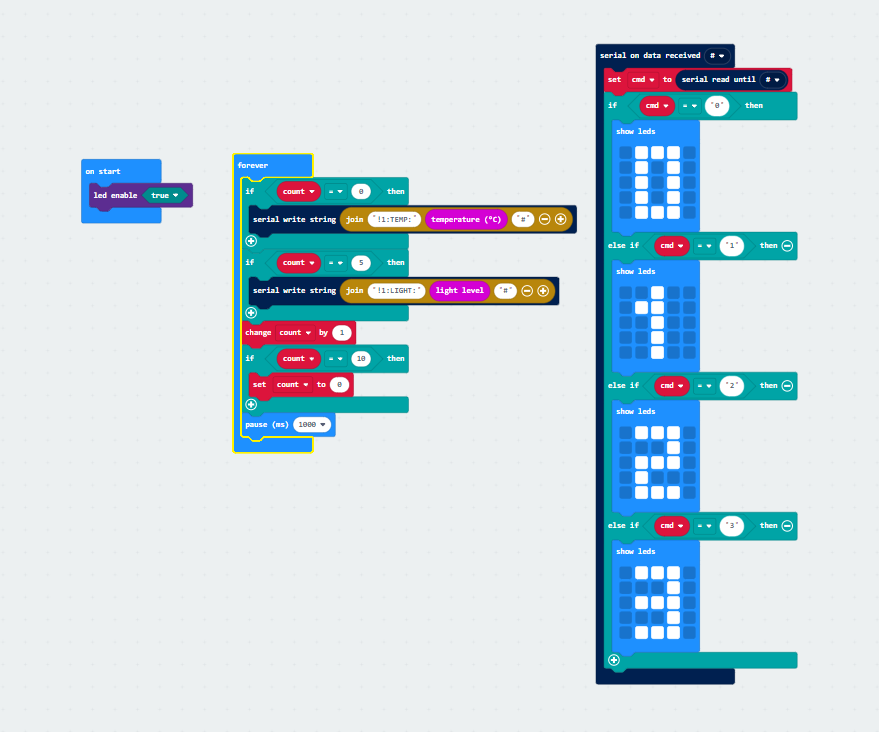 on start
led enable true
forever
if count = 0 then
serial write string join "!1:TEMP:" temperature (°C) "#"
if count = 5 then
serial write string join "!1:LIGHT:" light level "#"
change count by 1
if count = 10 then
set count to 0
pause (ms) 1000
serial on data received #
set cmd to serial read until #
if cmd = "0" then
show leds
else if cmd = "1" then
show leds
else if cmd = "2" then
show leds
else if cmd = "3" then
show leds